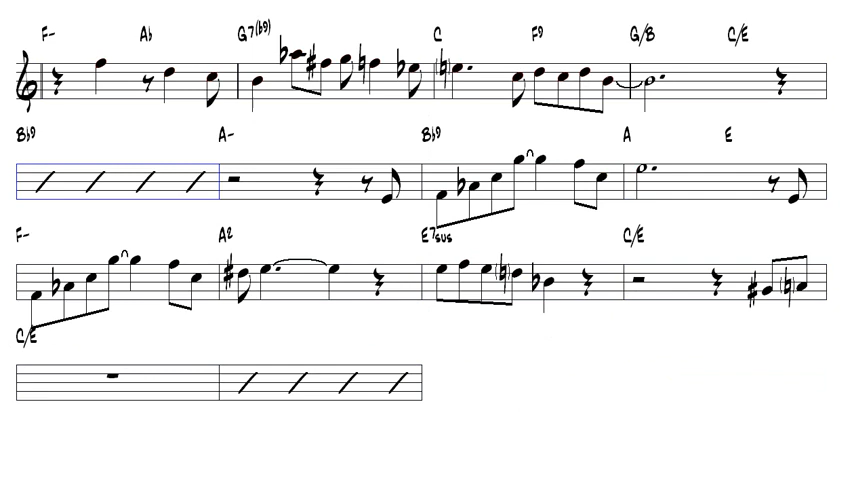 F- Ab G7(b9) C F9 G/B C/E
Bb9 A- Bb9 A E
F- A2 E7sus C/E
C/E